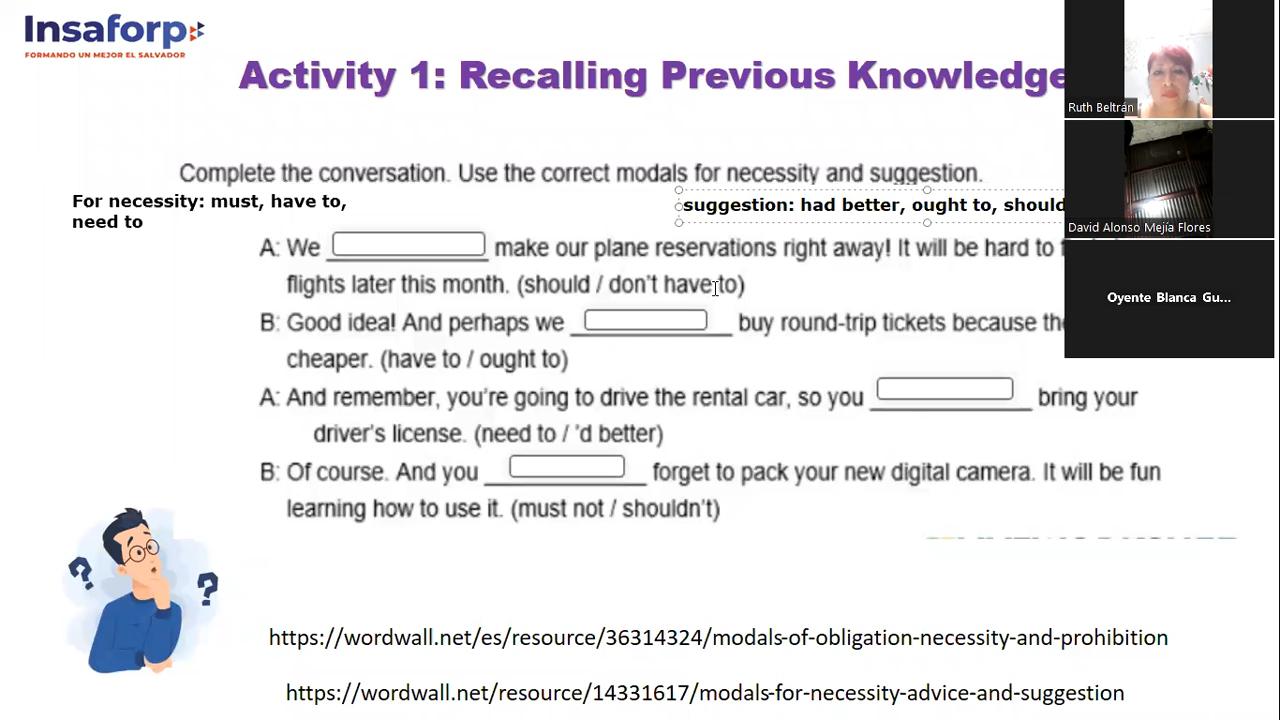 Insaforp
FORMANDO UN MEJOR EL SALVADOR
Activity 1: Recalling Previous Knowledge
Ruth Beltrán
David Alonso Mejía Flores
Oyente Blanca Gu...
Complete the conversation. Use the correct modals for necessity and suggestion.
For necessity: must, have to,
need to
suggestion: had better, ought to, should
A: We make our plane reservations right away! It will be hard to
flights later this month. (should / don't have to)
B: Good idea! And perhaps we buy round-trip tickets because
cheaper. (have to / ought to)
A: And remember, you're going to drive the rental car, so you bring your
driver's license. (need to / 'd better)
B: Of course. And you forget to pack your new digital camera. It will be fun
learning how to use it. (must not / shouldn't)
? ?
https://wordwall.net/es/resource/36314324/modals-of-obligation-necessity-and-prohibition
https://wordwall.net/resource/14331617/modals-for-necessity-advice-and-suggestion